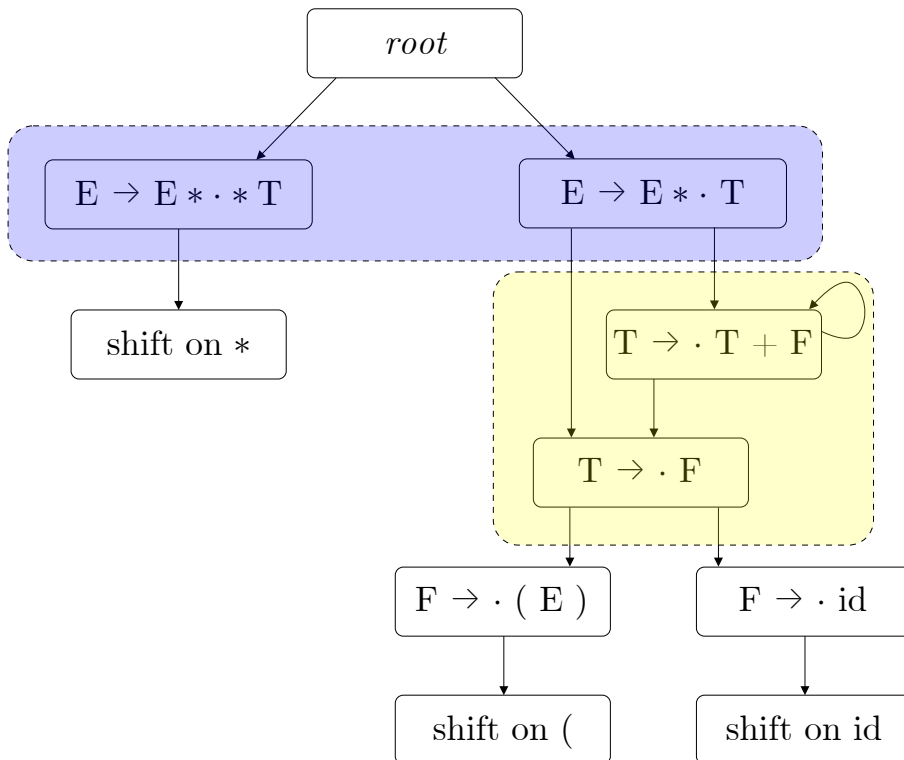 root
E → E * · * T
E → E * · T
shift on *
T → · T + F
T → · F
F → · ( E )
F → · id
shift on (
shift on id